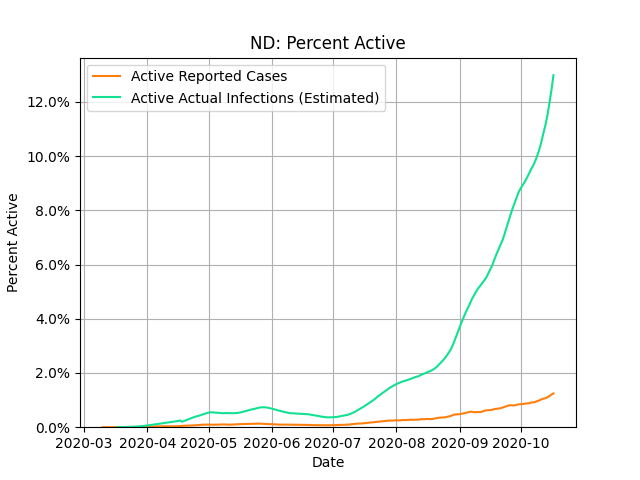 ND: Percent Active
Active Reported Cases
Active Actual Infections (Estimated)
Percent Active
12.0%
10.0%
8.0%
6.0%
4.0%
2.0%
0.0%
2020-03 2020-04 2020-05 2020-06 2020-07 2020-08 2020-09 2020-10
Date